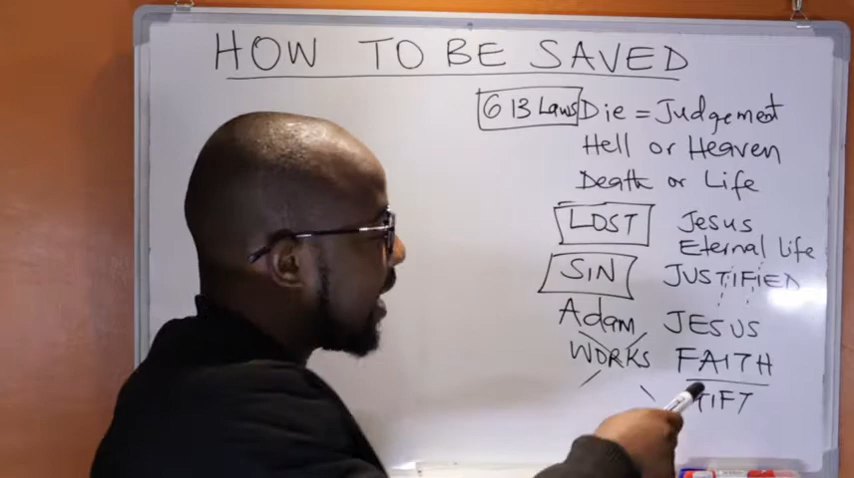 HOW TO BE SAVED
613 Laws Die = Judgement
Hell or Heaven
Death or Life
LOST Jesus
Eternal life
SIN JUSTIFIED
Adam JESUS
WORKS FAITH